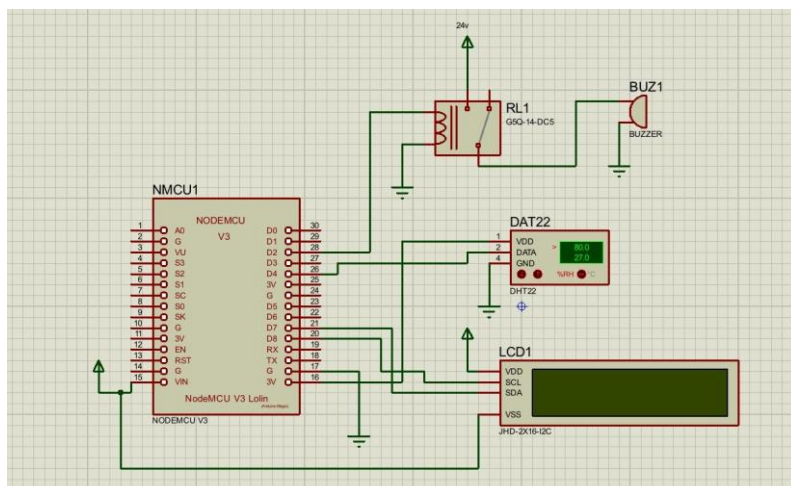 24v
RL1
G5Q-14-DC5
BUZ1
BUZZER
NMCU1
NODEMCU
V3
1 A0 D0 30
2 G D1 29
3 VU D2 28
4 S3 D3 27
5 S2 D4 26
6 S1 3V 25
7 SC G 24
8 S0 D5 23
9 SK D6 22
10 G D7 21
11 3V D8 20
12 EN RX 19
13 RST TX 18
14 G G 17
15 VIN 3V 16
NodeMCU V3 Lolin
NODEMCU V3
DAT22
1 VDD
2 DATA
4 GND
> 80.0
27.0
%RH °C
DHT22
LCD1
VDD
SCL
SDA
VSS
JHD-2X16-I2C